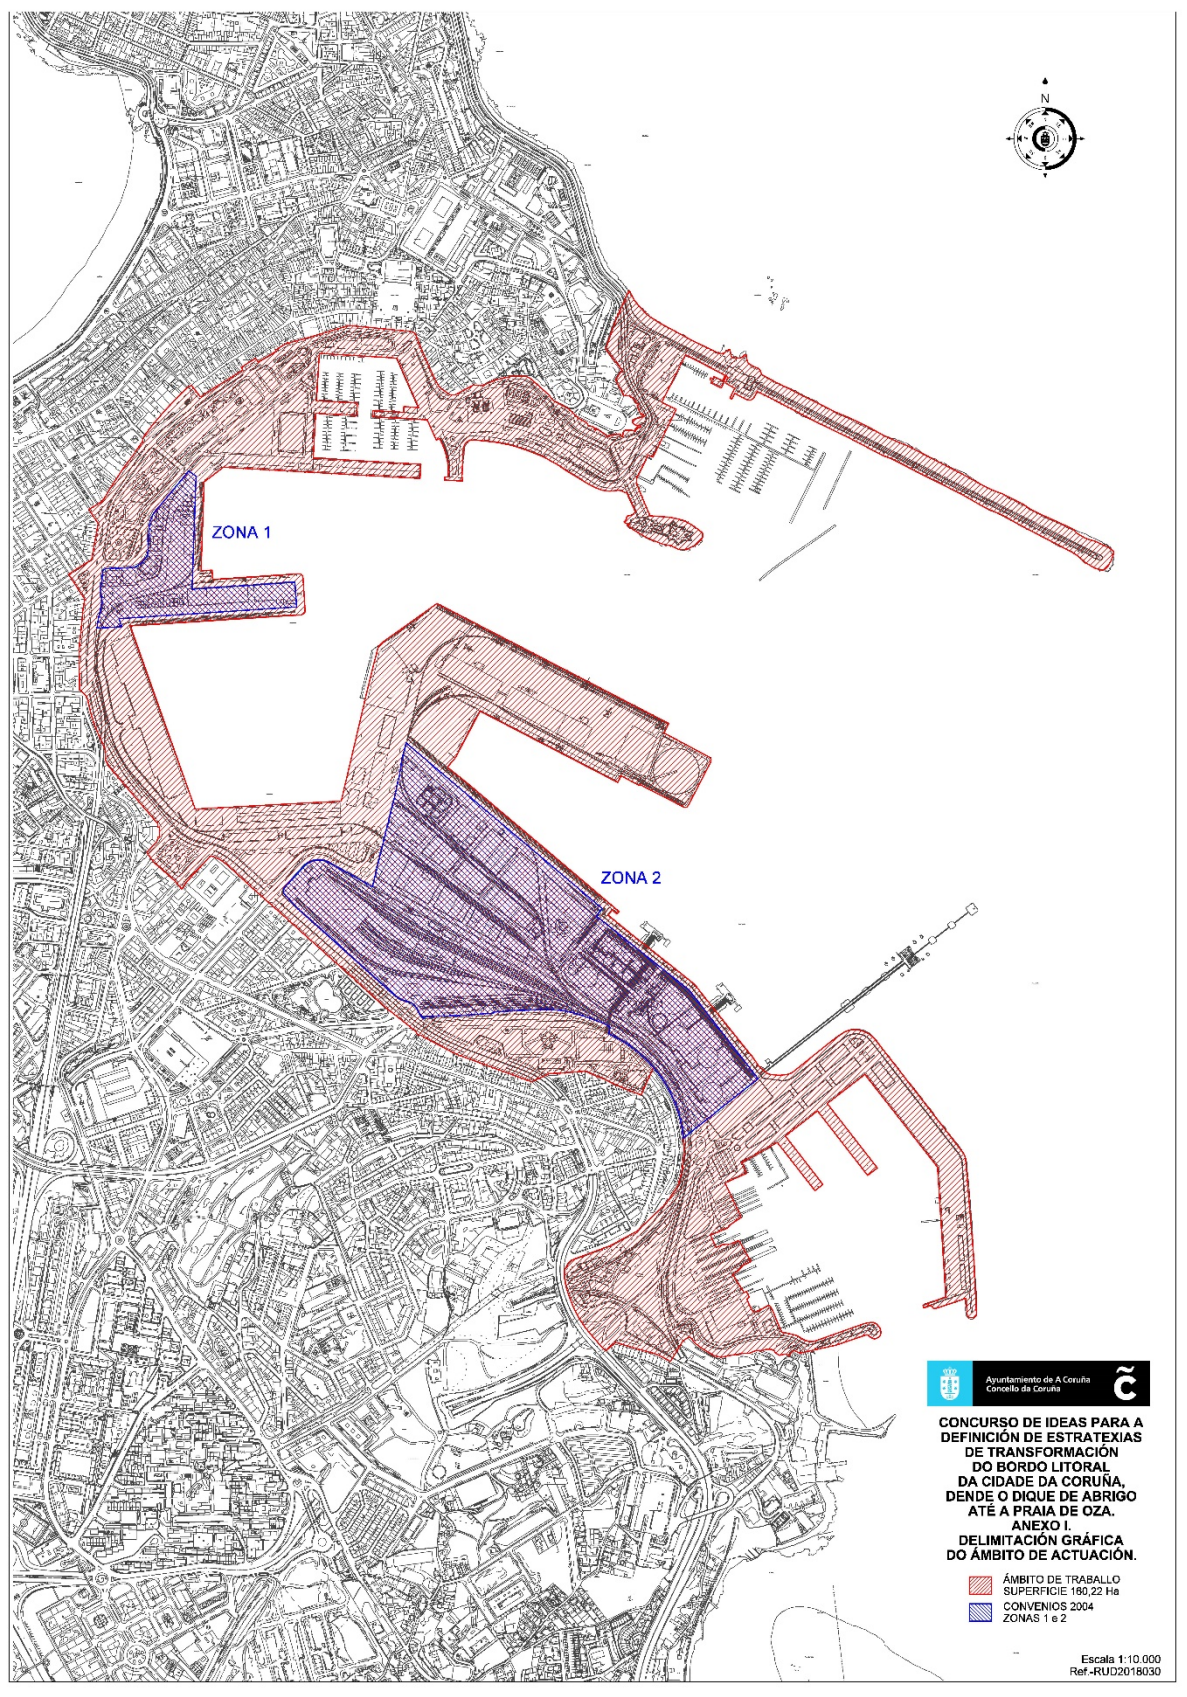 N
ZONA 1
ZONA 2
Ayuntamiento de A Coruña
Concello da Coruña
CONCURSO DE IDEAS PARA A
DEFINICIÓN DE ESTRATEXIAS
DE TRANSFORMACIÓN
DO BORDO LITORAL
DA CIDADE DA CORUÑA,
DENDE O DIQUE DE ABRIGO
ATÉ A PRAIA DE OZA.
ANEXO I.
DELIMITACIÓN GRÁFICA
DO ÁMBITO DE ACTUACIÓN.
ÁMBITO DE TRABALLO
SUPERFICIE 160,22 Ha
CONVENIOS 2004
ZONAS 1 e 2
Escala 1:10.000
Ref.-RUD2018030